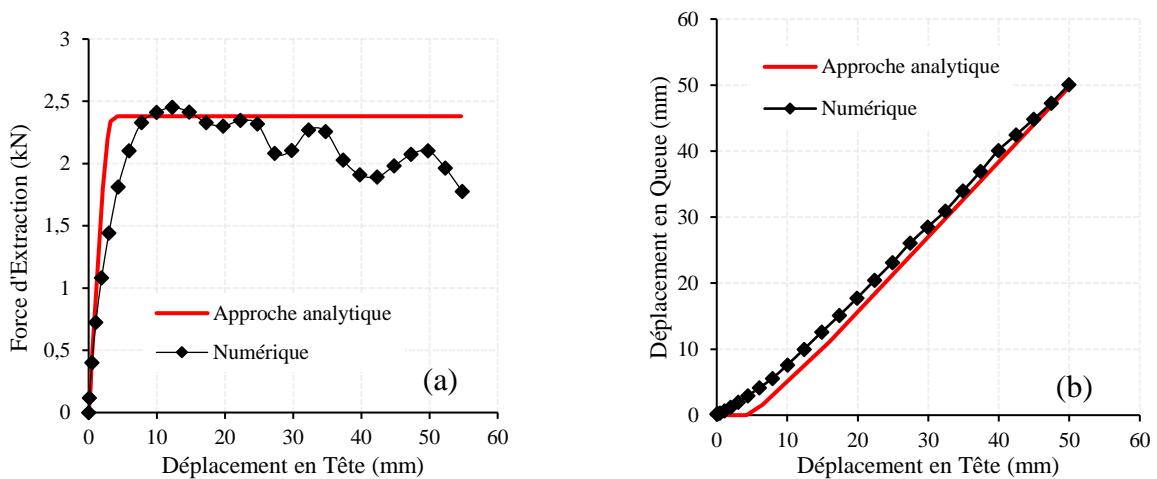 3
2,5
2
1,5
1
0,5
0
0 10 20 30 40 50 60
Force d'Extraction (kN)
Déplacement en Tête (mm)
Approche analytique
Numérique
(a)
60
50
40
30
20
10
0
0 10 20 30 40 50 60
Déplacement en Queue (mm)
Déplacement en Tête (mm)
Approche analytique
Numérique
(b)